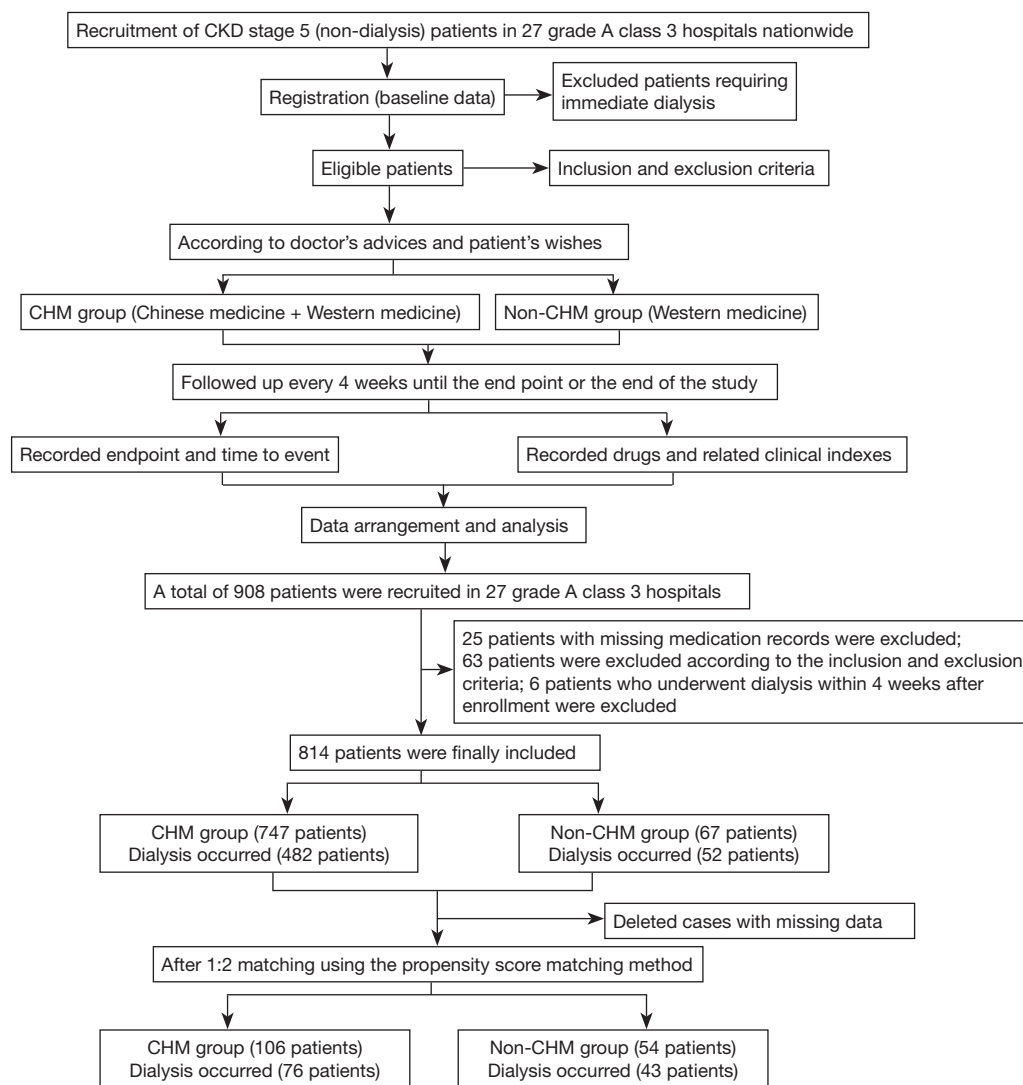 Recruitment of CKD stage 5 (non-dialysis) patients in 27 grade A class 3 hospitals nationwide
Registration (baseline data)
Excluded patients requiring
immediate dialysis
Eligible patients
Inclusion and exclusion criteria
According to doctor's advices and patient's wishes
CHM group (Chinese medicine + Western medicine)
Non-CHM group (Western medicine)
Followed up every 4 weeks until the end point or the end of the study
Recorded endpoint and time to event
Recorded drugs and related clinical indexes
Data arrangement and analysis
A total of 908 patients were recruited in 27 grade A class 3 hospitals
25 patients with missing medication records were excluded;
63 patients were excluded according to the inclusion and exclusion
criteria; 6 patients who underwent dialysis within 4 weeks after
enrollment were excluded
814 patients were finally included
CHM group (747 patients)
Dialysis occurred (482 patients)
Non-CHM group (67 patients)
Dialysis occurred (52 patients)
Deleted cases with missing data
After 1:2 matching using the propensity score matching method
CHM group (106 patients)
Dialysis occurred (76 patients)
Non-CHM group (54 patients)
Dialysis occurred (43 patients)